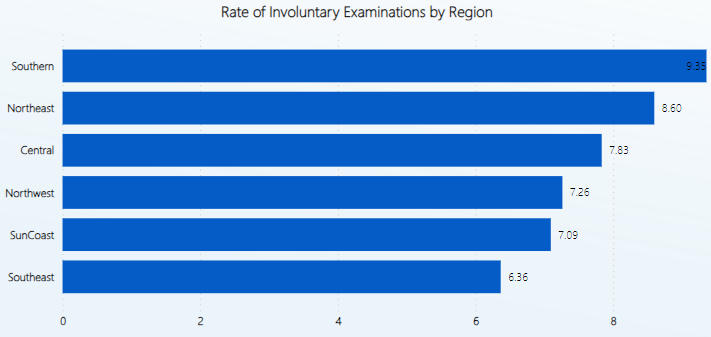 Rate of Involuntary Examinations by Region
Southern 9.35
Northeast 8.60
Central 7.83
Northwest 7.26
SunCoast 7.09
Southeast 6.36
0 2 4 6 8